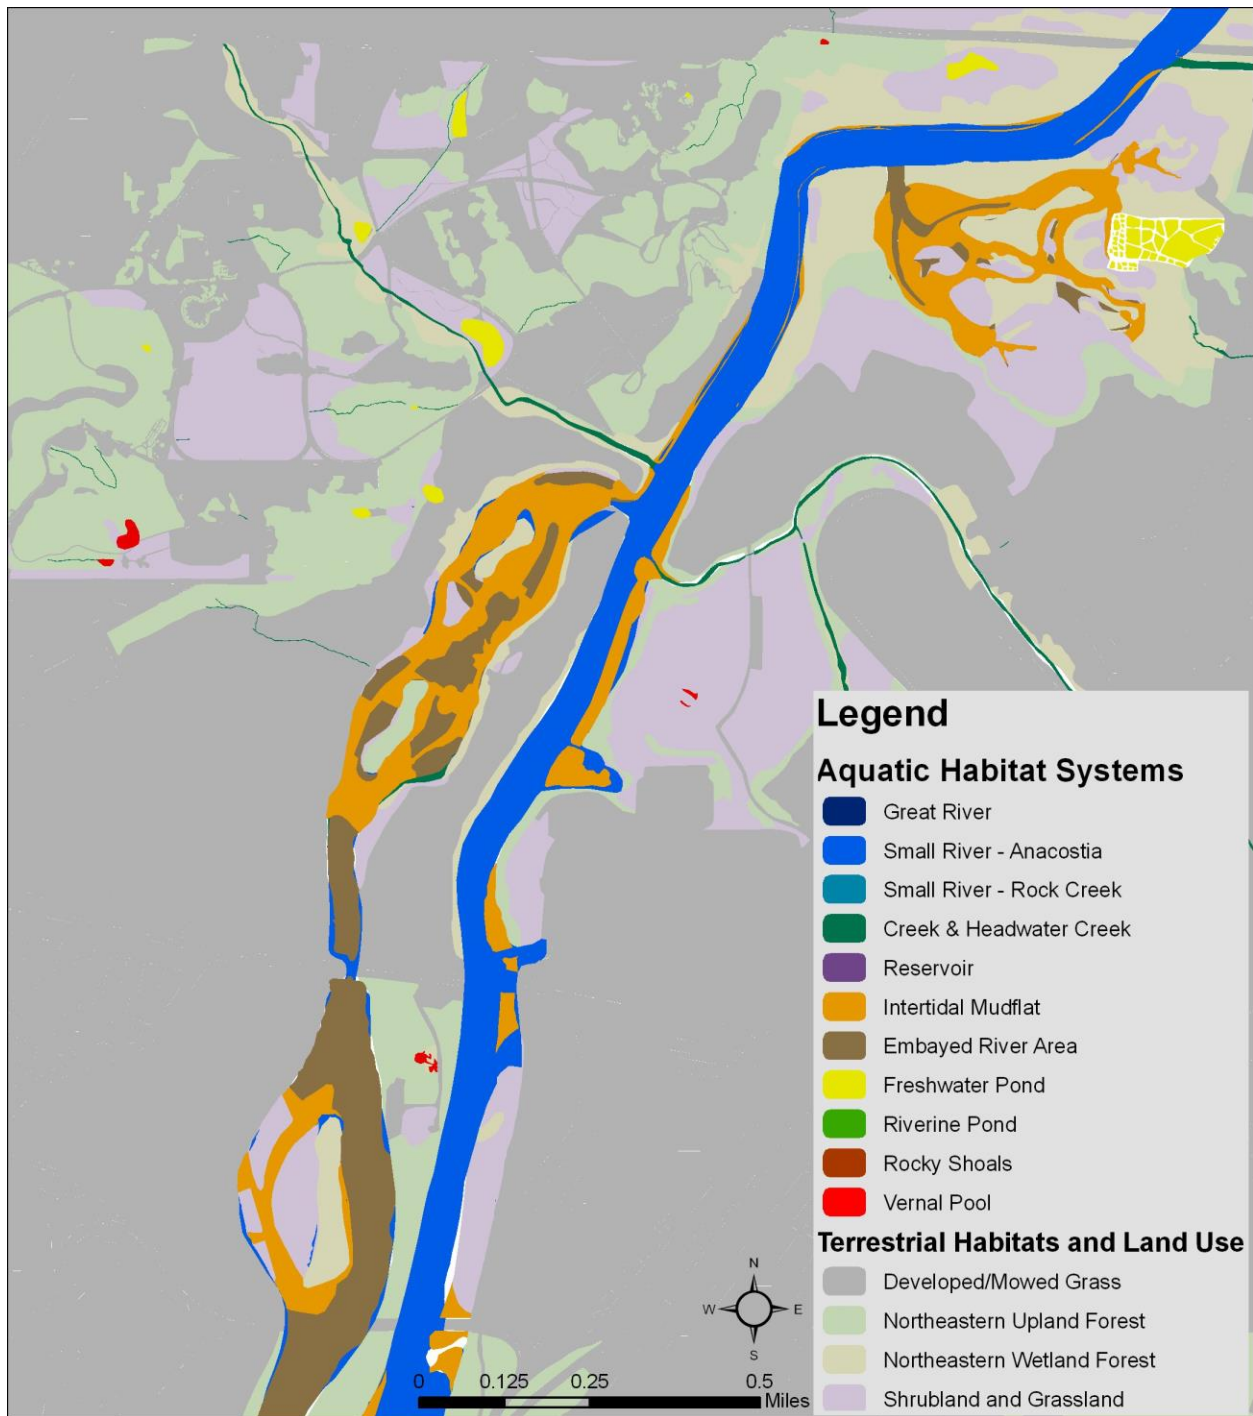 Legend
Aquatic Habitat Systems
Great River
Small River - Anacostia
Small River - Rock Creek
Creek & Headwater Creek
Reservoir
Intertidal Mudflat
Embayed River Area
Freshwater Pond
Riverine Pond
Rocky Shoals
Vernal Pool
Terrestrial Habitats and Land Use
Developed/Mowed Grass
Northeastern Upland Forest
Northeastern Wetland Forest
Shrubland and Grassland
N
W E
S
0 0.125 0.25 0.5
Miles